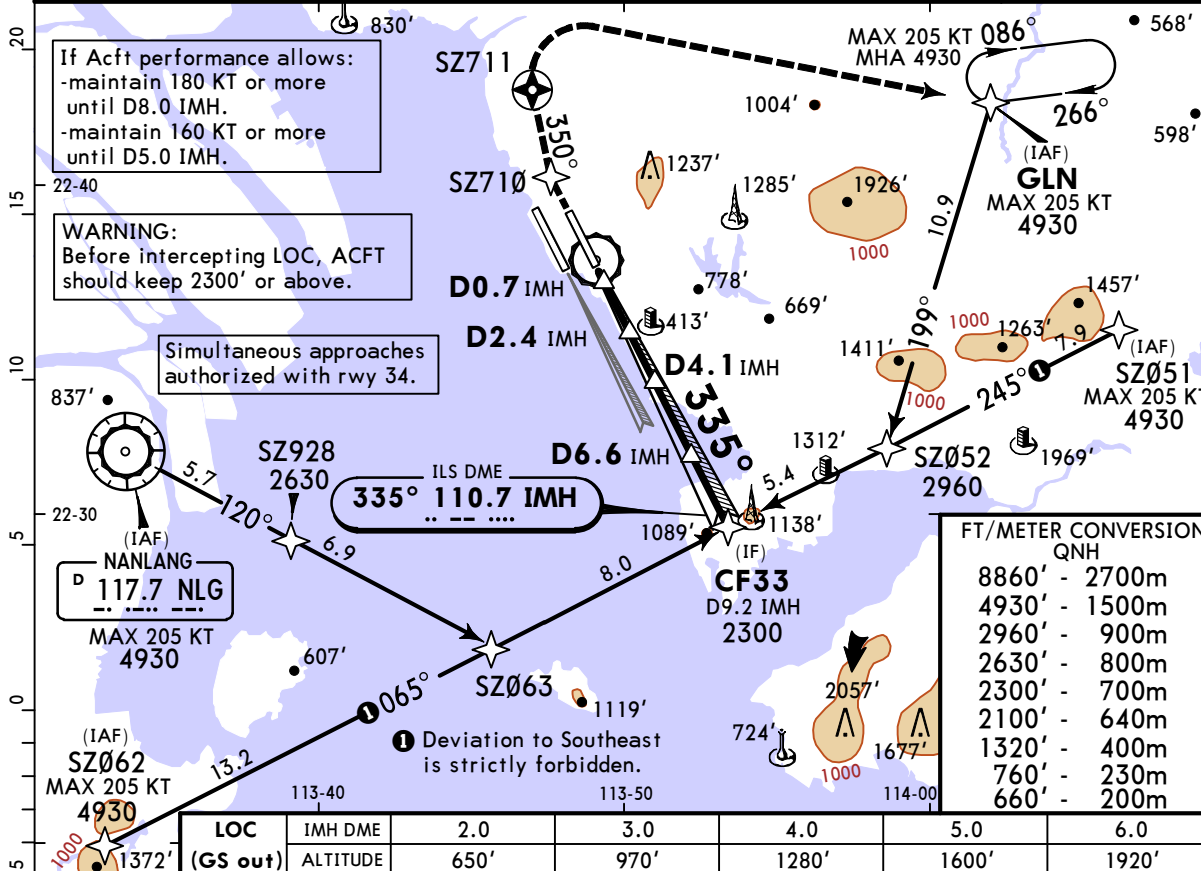 20
15
10
5
0
5
830′
If Acft performance allows:
-maintain 180 KT or more
until D8.0 IMH.
-maintain 160 KT or more
until D5.0 IMH.
SZ711
MAX 205 KT
MHA 4930
086°
568′
266°
598′
1004′
350°
(IAF)
GLN
MAX 205 KT
4930
22-40
SZ71Ø
1237′
1285′
1926′
1000
10.9
WARNING:
Before intercepting LOC, ACFT
should keep 2300′ or above.
D0.7 IMH
778′
669′
1457′
D2.4 IMH
413′
1000
1263′
7.9
199°
Simultaneous approaches
authorized with rwy 34.
D4.1 IMH
1411′
1000
(IAF)
SZØ51
MAX 205 KT
4930
245°
1
837′
335°
1312′
SZØ52
2960
1969′
SZ928
2630
D6.6 IMH
5.7
120°
ILS DME
335° 110.7 IMH
5.4
22-30
1089′
1138′
(IAF)
NANLANG
D 117.7 NLG
MAX 205 KT
4930
6.9
8.0
(IF)
CF33
D9.2 IMH
2300
FT/METER CONVERSION
QNH
8860′ - 2700m
4930′ - 1500m
2960′ - 900m
2630′ - 800m
2300′ - 700m
2100′ - 640m
1320′ - 400m
760′ - 230m
660′ - 200m
607′
SZØ63
065°
1
1119′
2057′
724′
1677′
1000
1 Deviation to Southeast
is strictly forbidden.
(IAF)
SZØ62
MAX 205 KT
4930
13.2
113-40
113-50
114-00
1000
1372′
LOC IMH DME 2.0 3.0 4.0 5.0 6.0
(GS out) ALTITUDE 650′ 970′ 1280′ 1600′ 1920′